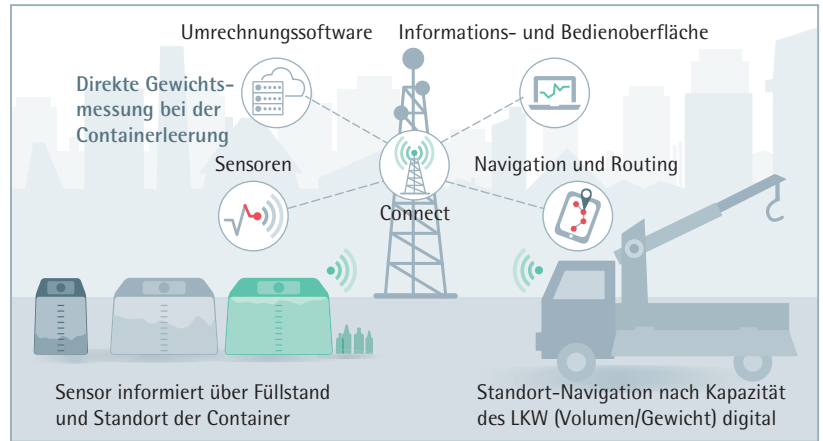 Umrechnungssoftware
Informations- und Bedienoberfläche
Direkte Gewichts-
messung bei der
Containerleerung
Sensoren
Navigation und Routing
Connect
Sensor informiert über Füllstand
und Standort der Container
Standort-Navigation nach Kapazität
des LKW (Volumen/Gewicht) digital